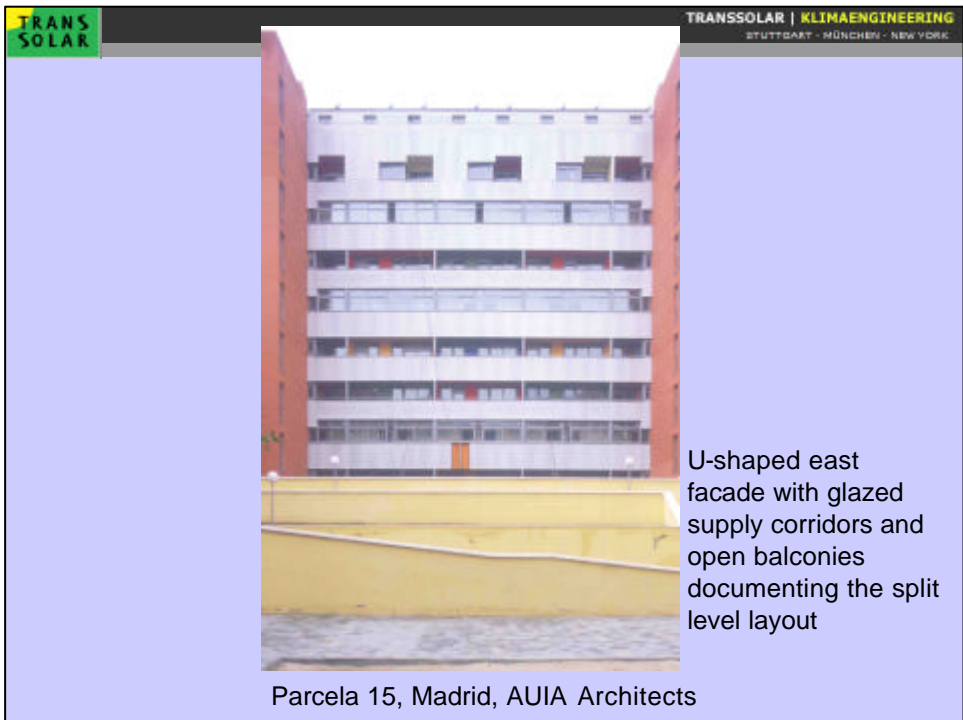 TRANS
SOLAR
TRANSSOLAR | KLIMAENGINEERING
STUTTGART - MÜNCHEN - NEW YORK
U-shaped east
facade with glazed
supply corridors and
open balconies
documenting the split
level layout
Parcela 15, Madrid, AUIA Architects